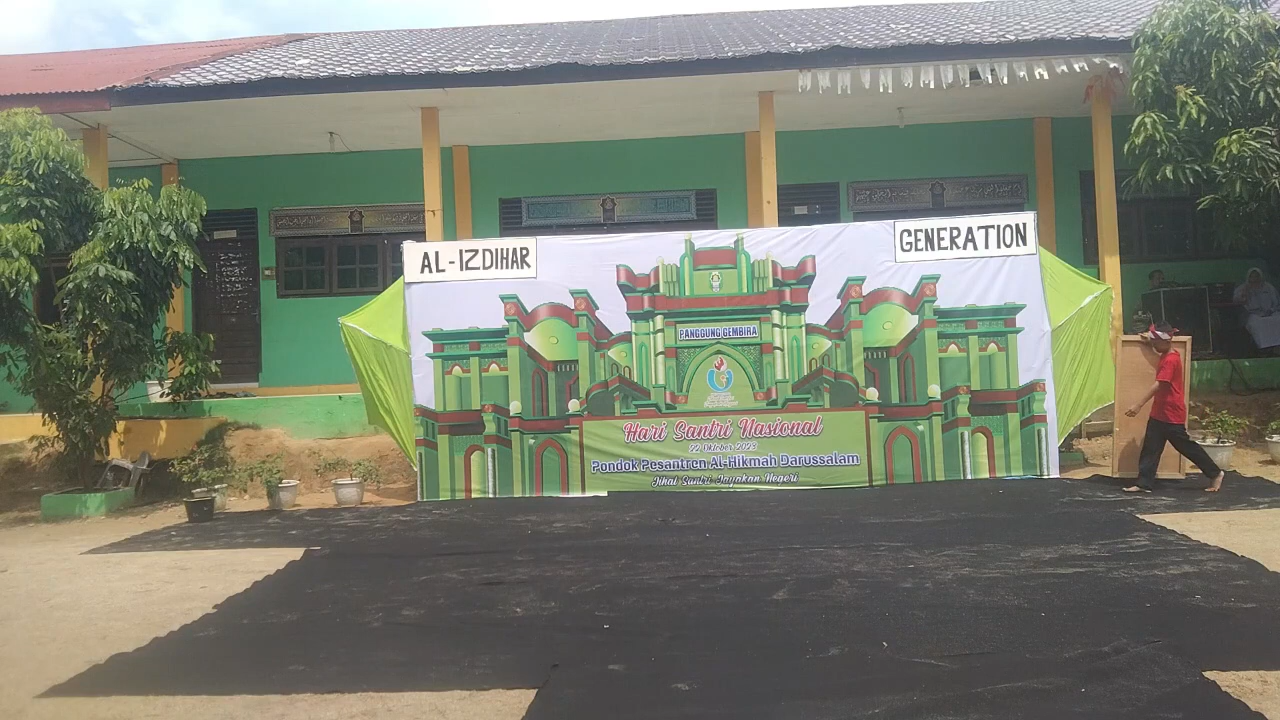 AL-IZDIHAR
GENERATION
PANGGUNG GEMBIRA
Hari Santri Nasional
22 Oktober 2023
Pondok Pesantren Al-Hikmah Darussalam
Jihad Santri Jayakan Negeri